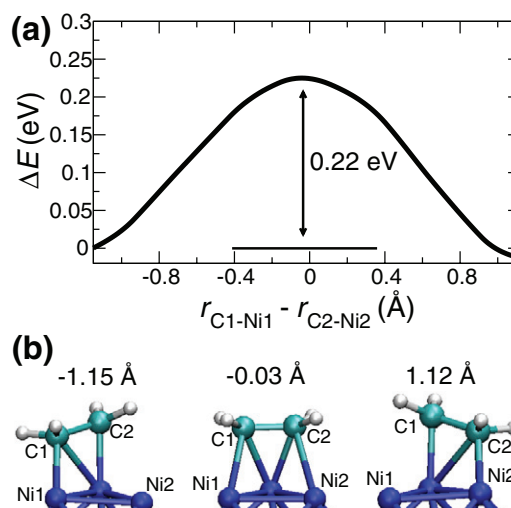 (a)
0.3
0.25
0.2
0.15
0.1
0.05
0
ΔE (eV)
0.22 eV
-0.8 -0.4 0 0.4 0.8
r_C1-Ni1 - r_C2-Ni2 (Å)
(b)
-1.15 Å -0.03 Å 1.12 Å
C1 C2 C1 C2 C1 C2
Ni1 Ni2 Ni1 Ni2 Ni1 Ni2